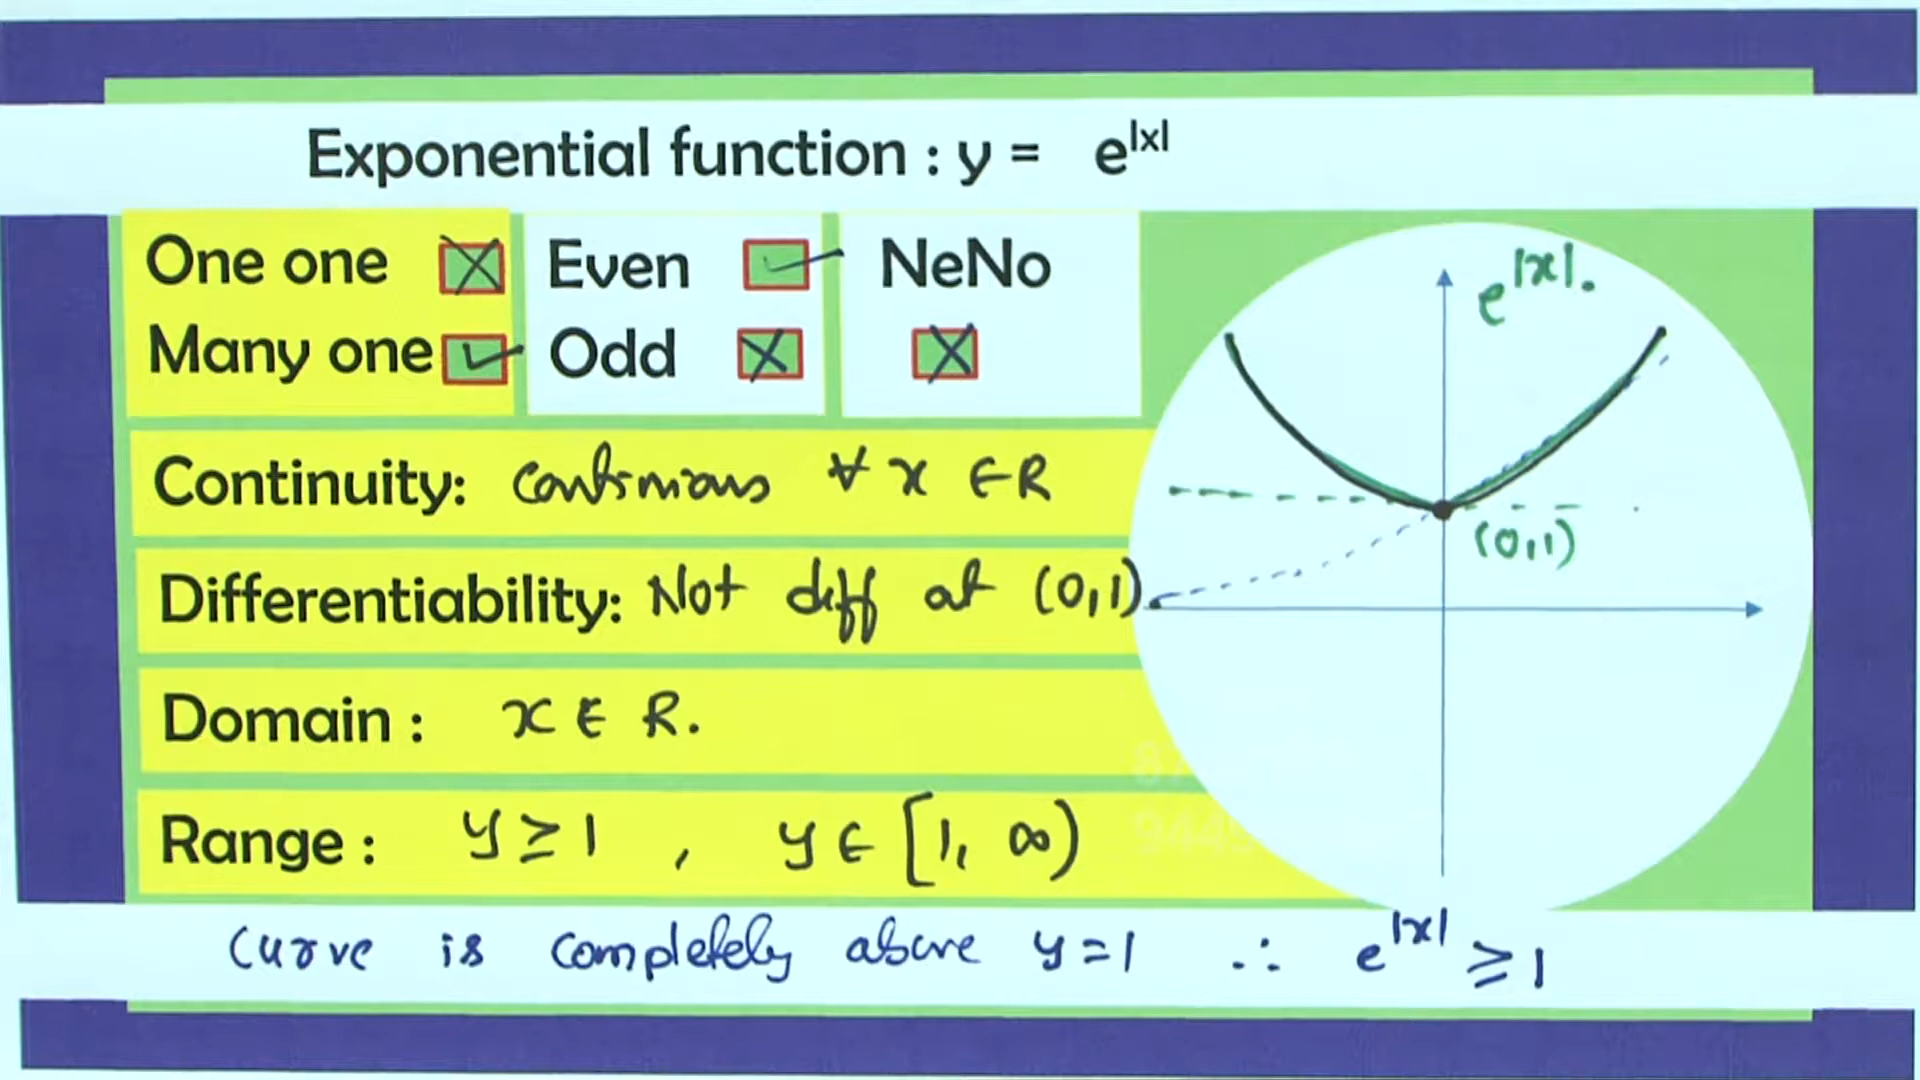 Exponential function : y = e|x|
One one Even NeNo
Many one Odd
e|x|.
Continuity: continuous ∀ x ∈ R
(0,1)
Differentiability: Not diff at (0,1).
Domain : x ∈ R.
Range : y ≥ 1 , y ∈ [1, ∞)
Curve is completely above y = 1 ∴ e|x| ≥ 1